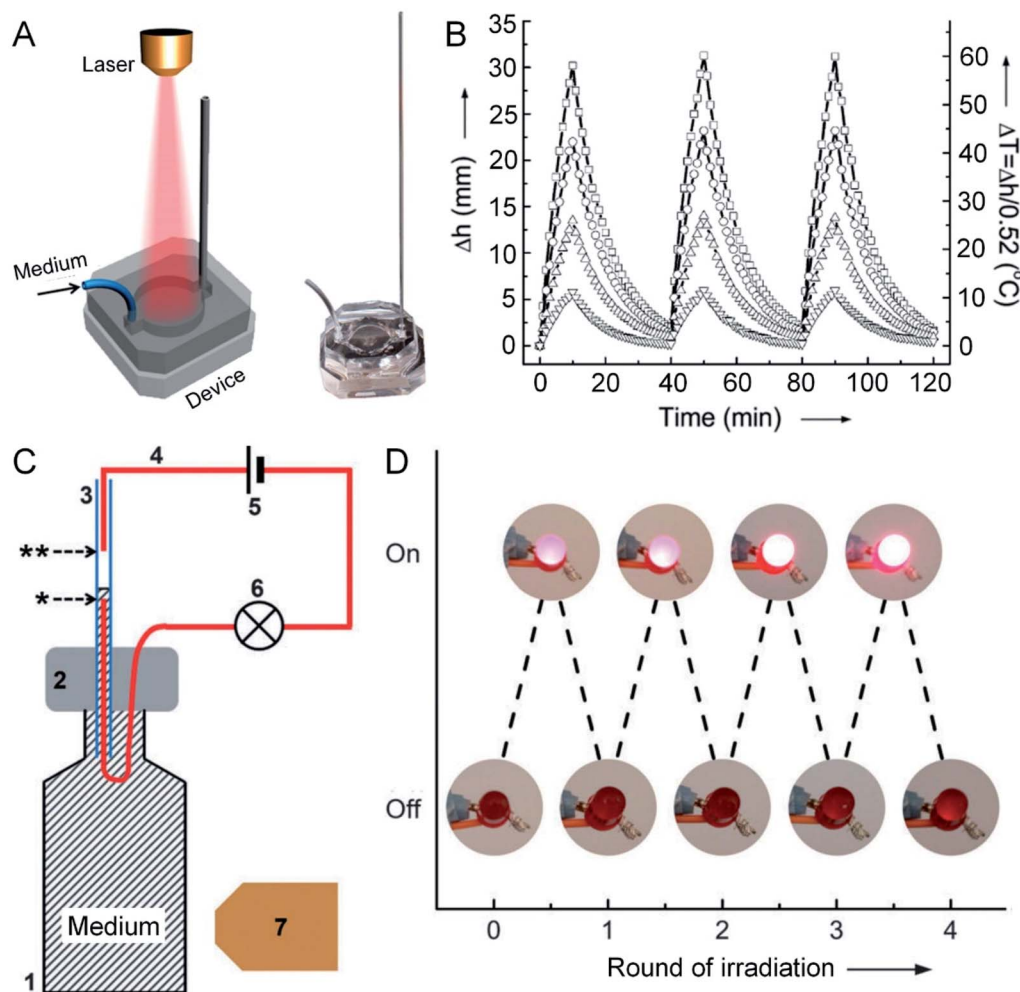 A
Laser
Medium
Device
B
35
30
25
20
15
10
5
0
Δh (mm)
60
50
40
30
20
10
0
ΔT=Δh/0.52 (°C)
0 20 40 60 80 100 120
Time (min)
C
4
5
3
**
*
6
2
Medium
7
1
D
On
Off
0 1 2 3 4
Round of irradiation